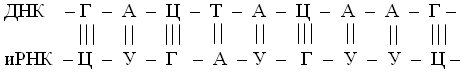 ДНК – Г – А – Ц – Т – А – Ц – А – А – Г –
||| || ||| || || ||| || || |||
иРНК – Ц – У – Г – А – У – Г – У – У – Ц –